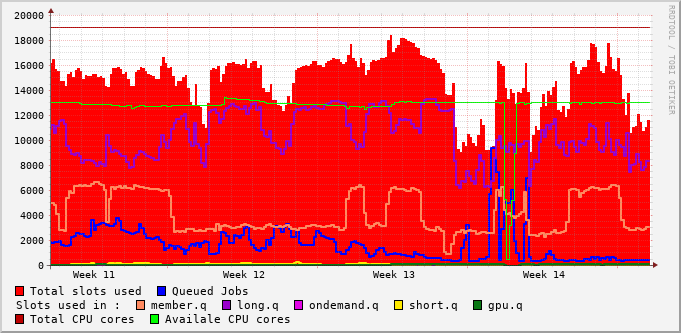 20000
18000
16000
14000
12000
10000
8000
6000
4000
2000
0
Week 11 Week 12 Week 13 Week 14
Total slots used Queued Jobs
Slots used in : member.q long.q ondemand.q short.q gpu.q
Total CPU cores Availale CPU cores
RRDTOOL / TOBI OETIKER